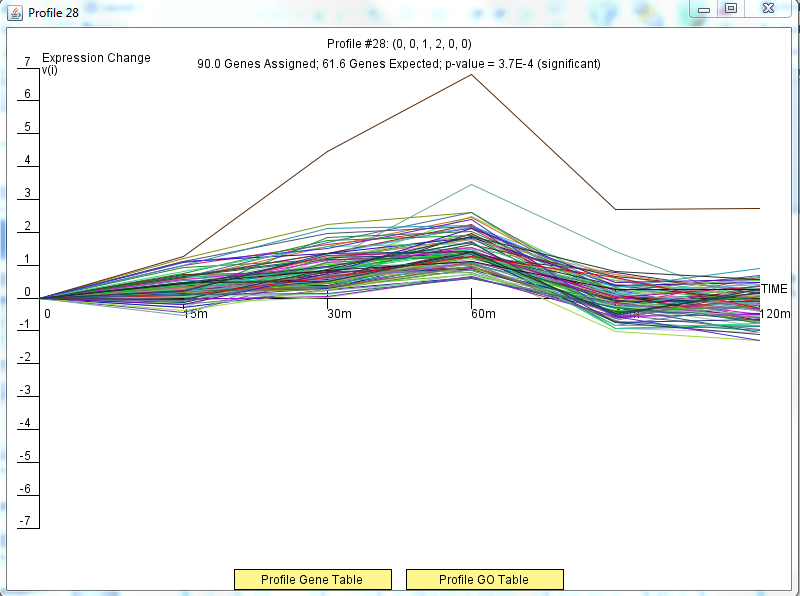 Profile 28
Profile #28: (0, 0, 1, 2, 0, 0)
90.0 Genes Assigned; 61.6 Genes Expected; p-value = 3.7E-4 (significant)
Expression Change
v(i)
7
6
5
4
3
2
1
0
-1
-2
-3
-4
-5
-6
-7
TIME
0 15m 30m 60m 120m
Profile Gene Table Profile GO Table